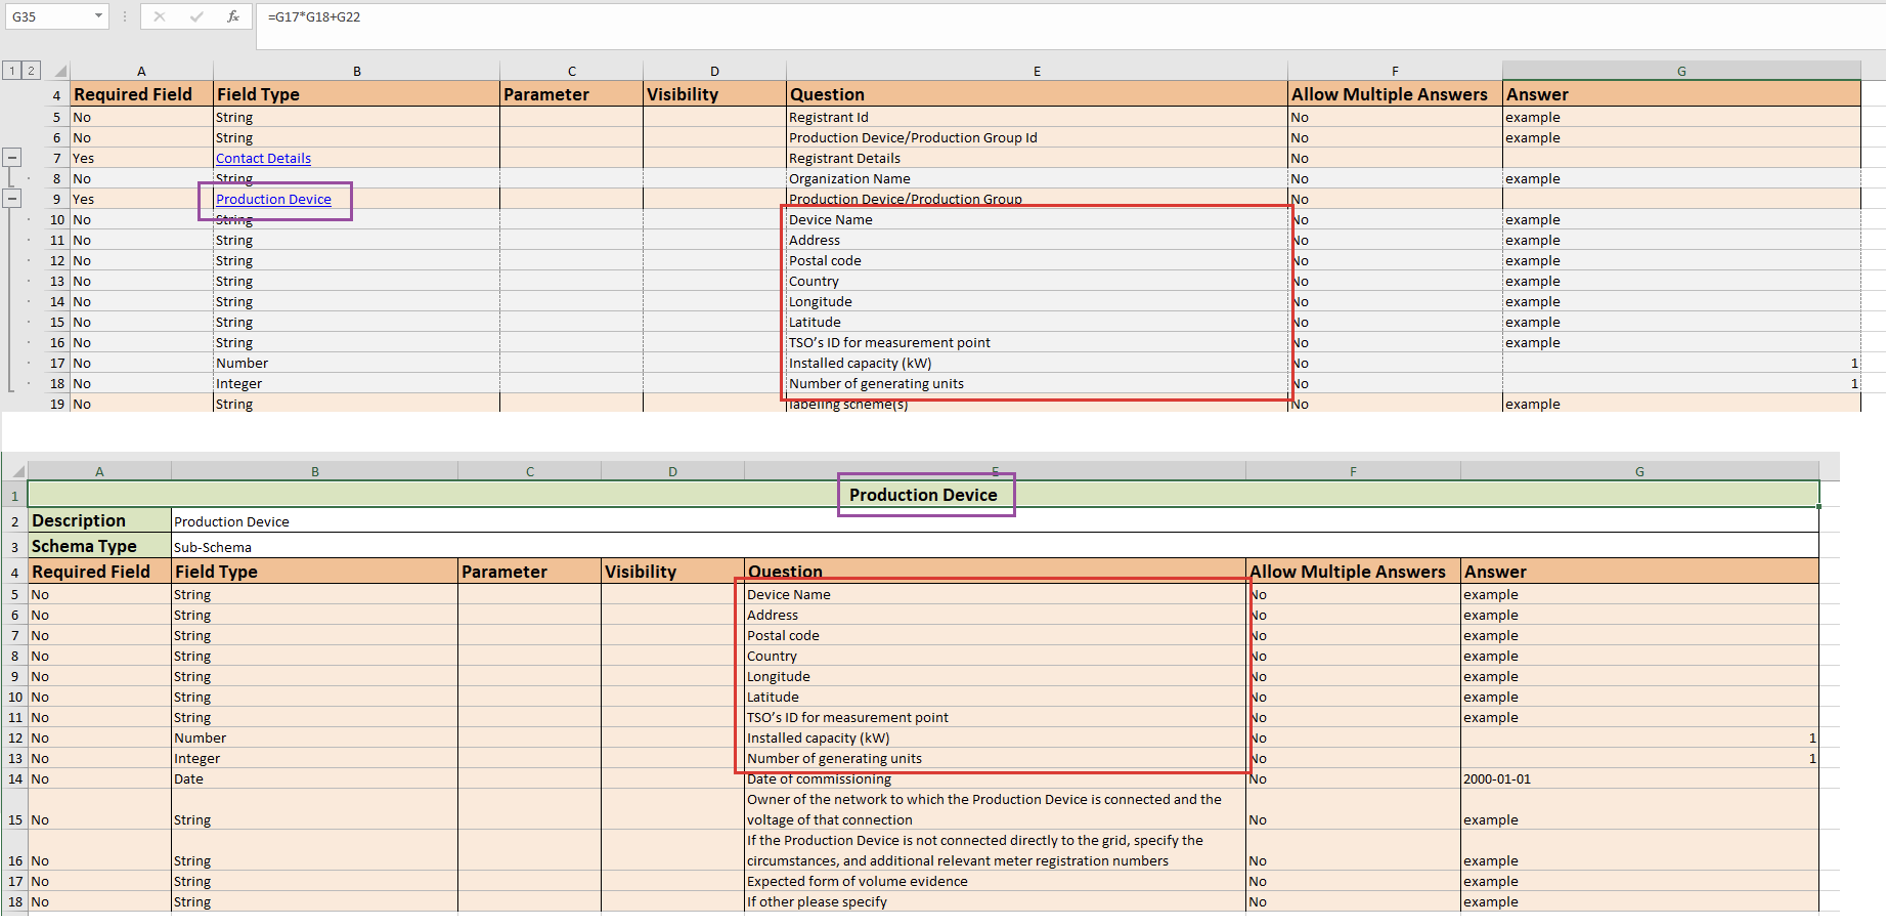 G35 fx =G17*G18+G22
1 2 A B C D E F G
4 Required Field Field Type Parameter Visibility Question Allow Multiple Answers Answer
5 No String Registrant Id No example
6 No String Production Device/Production Group Id No example
7 Yes Contact Details Registrant Details No
8 No String Organization Name No example
9 Yes Production Device Production Device/Production Group No
10 No String Device Name No example
11 No String Address No example
12 No String Postal code No example
13 No String Country No example
14 No String Longitude No example
15 No String Latitude No example
16 No String TSO’s ID for measurement point No example
17 No Number Installed capacity (kW) No 1
18 No Integer Number of generating units No 1
19 No String labeling scheme(s) No example
A B C D E F G
1 Production Device
2 Description Production Device
3 Schema Type Sub-Schema
4 Required Field Field Type Parameter Visibility Question Allow Multiple Answers Answer
5 No String Device Name No example
6 No String Address No example
7 No String Postal code No example
8 No String Country No example
9 No String Longitude No example
10 No String Latitude No example
11 No String TSO’s ID for measurement point No example
12 No Number Installed capacity (kW) No 1
13 No Integer Number of generating units No 1
14 No Date Date of commissioning No 2000-01-01
Owner of the network to which the Production Device is connected and the
15 No String voltage of that connection No example
If the Production Device is not connected directly to the grid, specify the
16 No String circumstances, and additional relevant meter registration numbers No example
17 No String Expected form of volume evidence No example
18 No String If other please specify No example